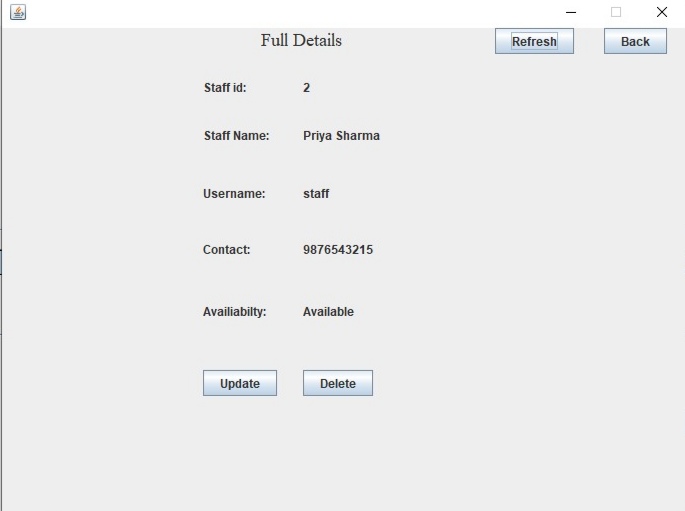 Full Details
Refresh
Back
Staff id: 2
Staff Name: Priya Sharma
Username: staff
Contact: 9876543215
Availiabilty: Available
Update
Delete